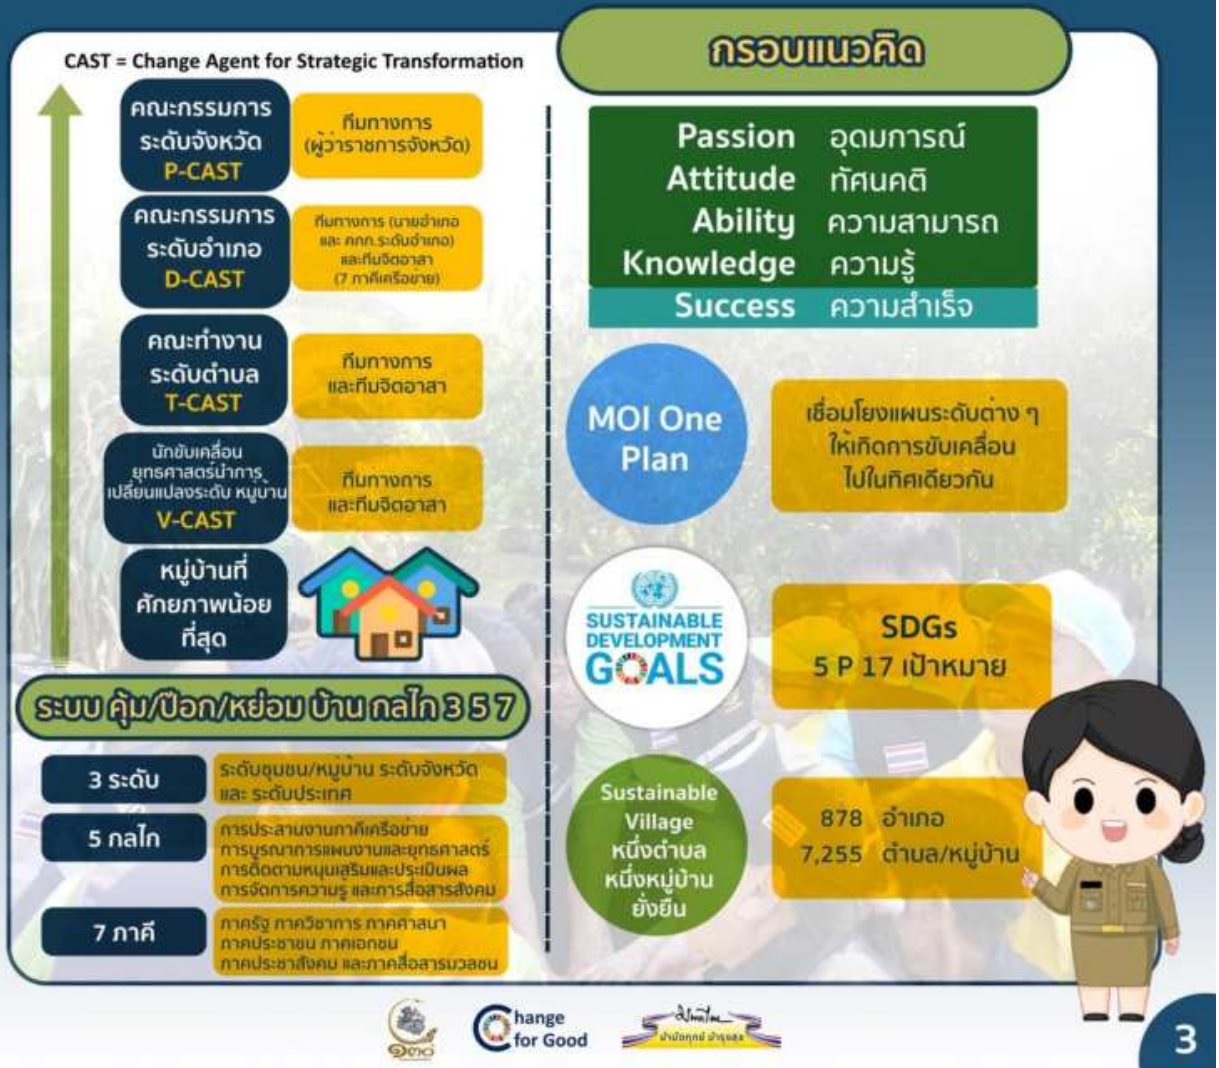 กรอบแนวคิด
CAST = Change Agent for Strategic Transformation
คณะกรรมการ
ระดับจังหวัด
P-CAST
ทีมทางการ
(ผู้ว่าราชการจังหวัด)
คณะกรรมการ
ระดับอำเภอ
D-CAST
ทีมทางการ (นายอำเภอ
และ คกก.ระดับอำเภอ)
และทีมจิตอาสา
(7 ภาคีเครือข่าย)
คณะทำงาน
ระดับตำบล
T-CAST
ทีมทางการ
และทีมจิตอาสา
นักขับเคลื่อน
ยุทธศาสตร์นำการ
เปลี่ยนแปลงระดับ หมู่บ้าน
V-CAST
ทีมทางการ
และทีมจิตอาสา
หมู่บ้านที่
ศักยภาพน้อย
ที่สุด
ระบบ คุ้ม/ป๊อก/หย่อม บ้าน กลไก 3 5 7
3 ระดับ
ระดับชุมชน/หมู่บ้าน ระดับจังหวัด
และ ระดับประเทศ
5 กลไก
การประสานงานภาคีเครือข่าย
การบูรณาการแผนงานและยุทธศาสตร์
การติดตามหนุนเสริมและประเมินผล
การจัดการความรู้ และการสื่อสารสังคม
7 ภาคี
ภาครัฐ ภาควิชาการ ภาคศาสนา
ภาคประชาชน ภาคเอกชน
ภาคประชาสังคม และภาคสื่อสารมวลชน
Passion อุดมการณ์
Attitude ทัศนคติ
Ability ความสามารถ
Knowledge ความรู้
Success ความสำเร็จ
MOI One
Plan
เชื่อมโยงแผนระดับต่าง ๆ
ให้เกิดการขับเคลื่อน
ไปในทิศเดียวกัน
SUSTAINABLE
DEVELOPMENT
GOALS
SDGs
5 P 17 เป้าหมาย
Sustainable
Village
หนึ่งตำบล
หนึ่งหมู่บ้าน
ยั่งยืน
878 อำเภอ
7,255 ตำบล/หมู่บ้าน
๑๓๐
Change
for Good
บำบัดทุกข์ บำรุงสุข
3